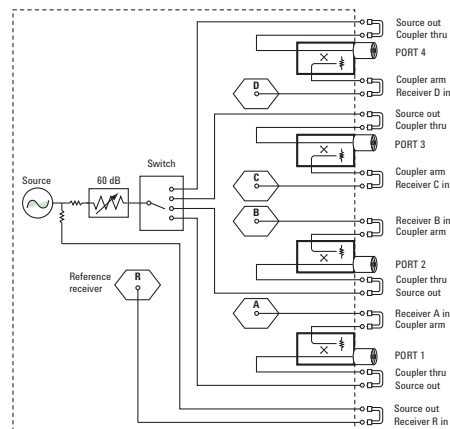 Source out
Coupler thru
PORT 4
Coupler arm
D
Receiver D in
Source out
Coupler thru
PORT 3
Switch
Coupler arm
Source
60 dB
C
Receiver C in
B
Receiver B in
Coupler arm
PORT 2
Reference
receiver
R
Coupler thru
Source out
A
Receiver A in
Coupler arm
PORT 1
Coupler thru
Source out
Source out
Receiver R in